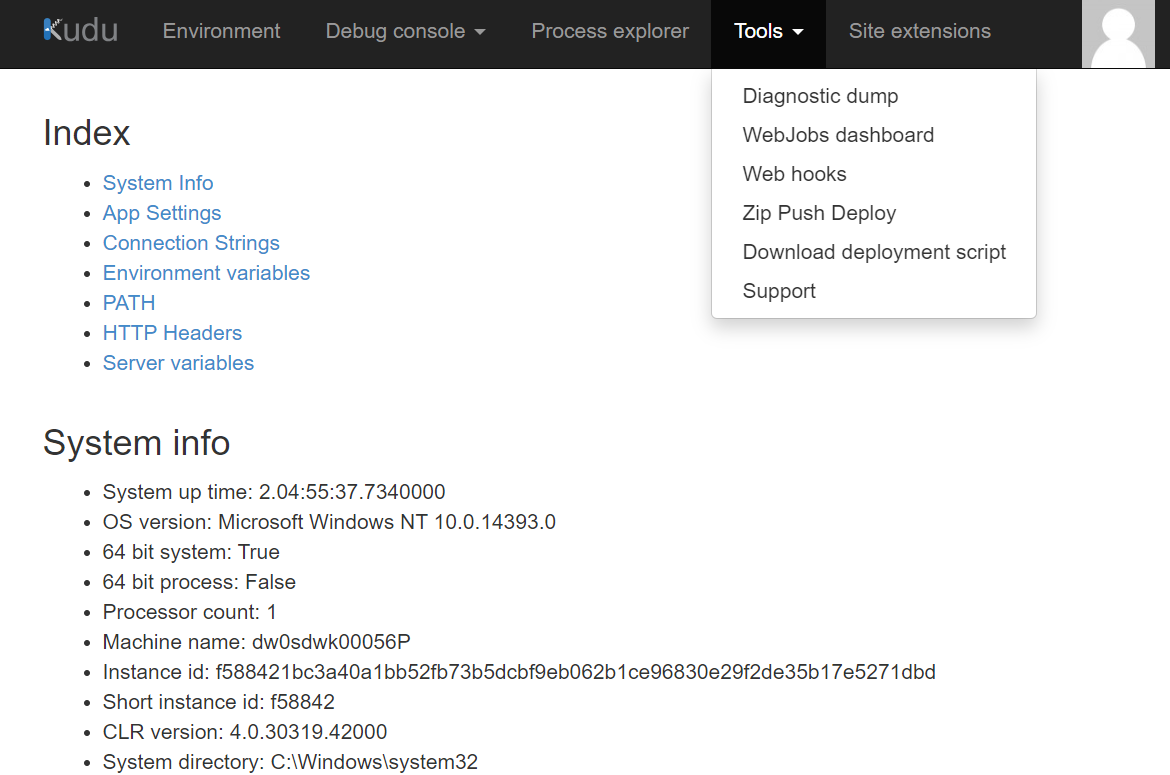 Kudu Environment Debug console Process explorer Tools Site extensions
Diagnostic dump
WebJobs dashboard
Web hooks
Zip Push Deploy
Download deployment script
Support
Index
System Info
App Settings
Connection Strings
Environment variables
PATH
HTTP Headers
Server variables
System info
System up time: 2.04:55:37.7340000
OS version: Microsoft Windows NT 10.0.14393.0
64 bit system: True
64 bit process: False
Processor count: 1
Machine name: dw0sdwk00056P
Instance id: f588421bc3a40a1bb52fb73b5dcbf9eb062b1ce96830e29f2de35b17e5271dbd
Short instance id: f58842
CLR version: 4.0.30319.42000
System directory: C:\Windows\system32